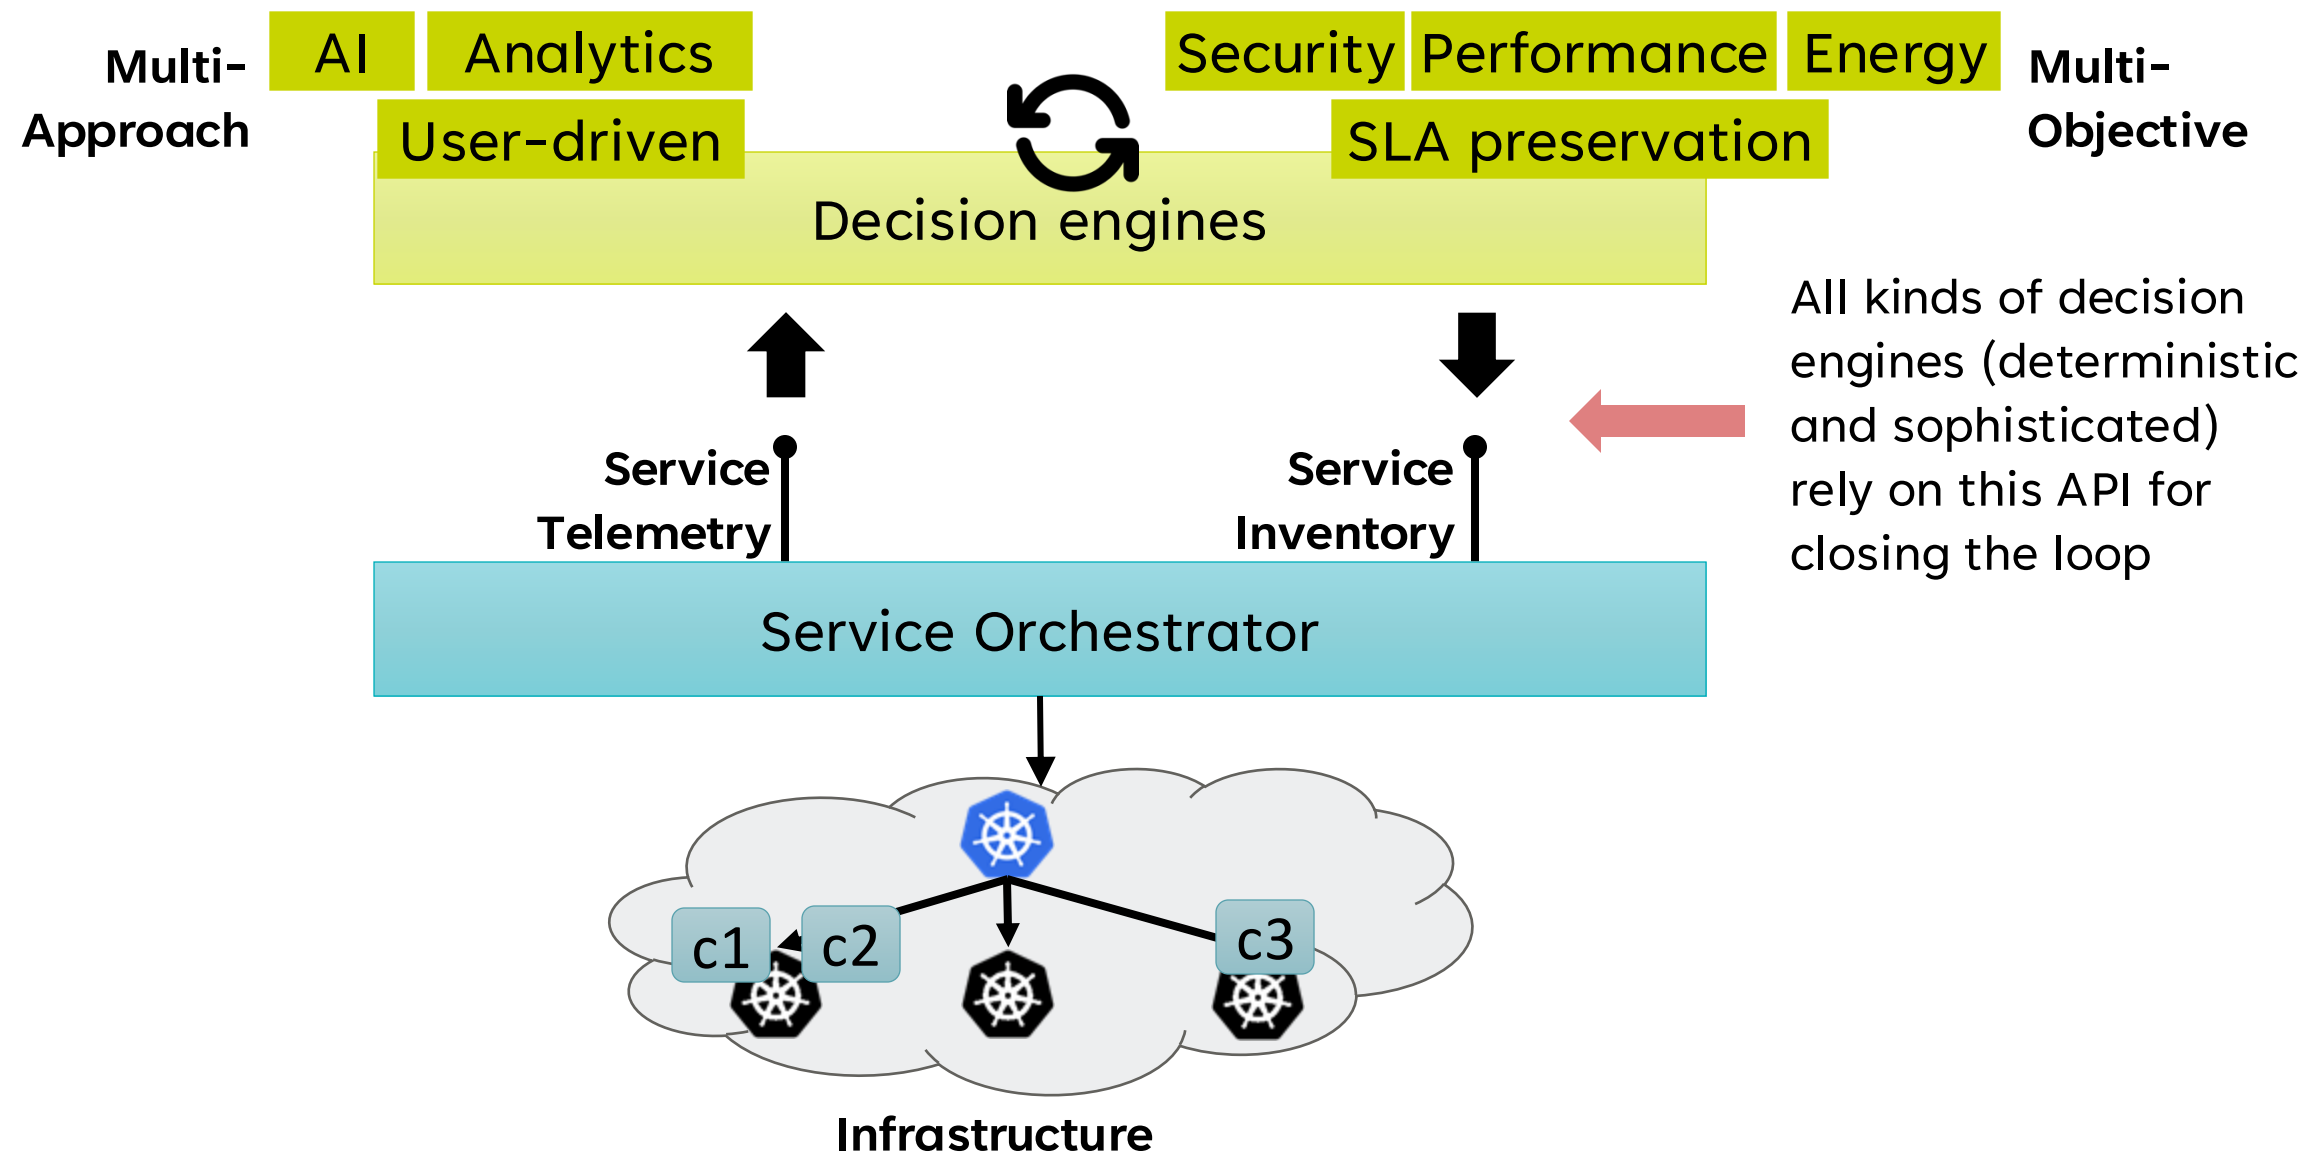 Multi-
Approach
AI
Analytics
User-driven
Security
Performance
Energy
SLA preservation
Multi-
Objective
Decision engines
All kinds of decision
engines (deterministic
and sophisticated)
rely on this API for
closing the loop
Service
Telemetry
Service
Inventory
Service Orchestrator
c1
c2
c3
Infrastructure